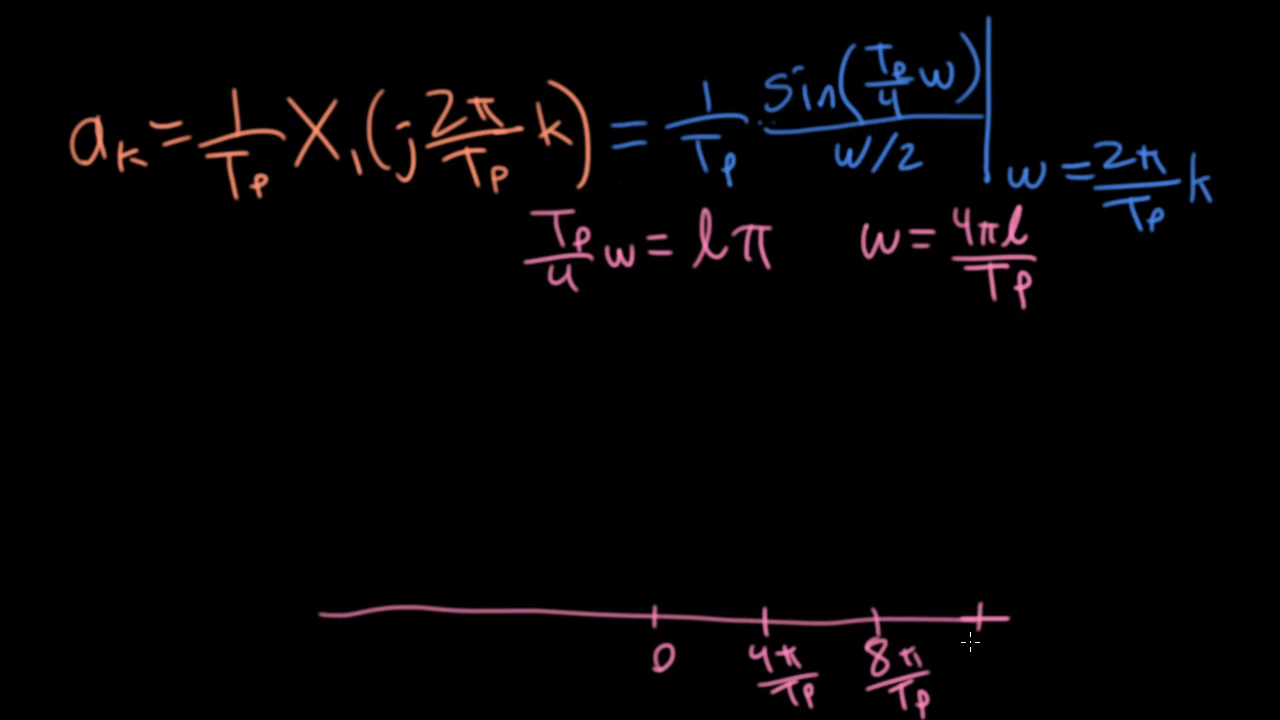 a_k = 1/T_p X_1(j 2π/T_p k) = 1/T_p · sin(T_p/4 w) / w/2 | w = 2π/T_p k
T_p/4 w = lπ    w = 4πl/T_p
0    4π/T_p    8π/T_p